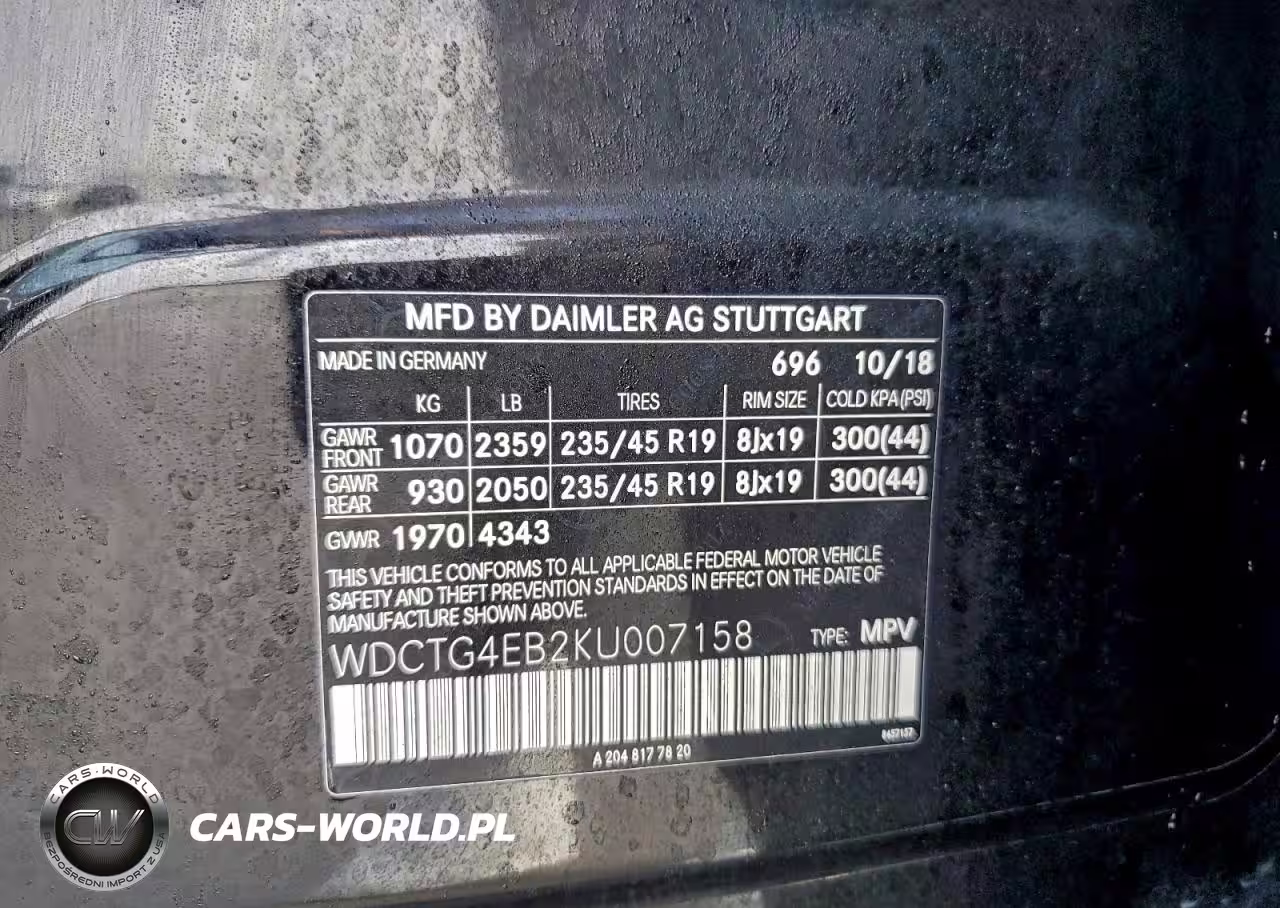 MFD BY DAIMLER AG STUTTGART
MADE IN GERMANY 696 10/18
KG LB TIRES RIM SIZE COLD KPA (PSI)
GAWR FRONT 1070 2359 235/45 R19 8Jx19 300(44)
GAWR REAR 930 2050 235/45 R19 8Jx19 300(44)
GVWR 1970 4343
THIS VEHICLE CONFORMS TO ALL APPLICABLE FEDERAL MOTOR VEHICLE
SAFETY AND THEFT PREVENTION STANDARDS IN EFFECT ON THE DATE OF
MANUFACTURE SHOWN ABOVE.
WDCTG4EB2KU007158 TYPE: MPV
8657157
A 204 817 78 20
CARS-WORLD
CW
BEZPOŚREDNI IMPORT Z USA
CARS-WORLD.PL